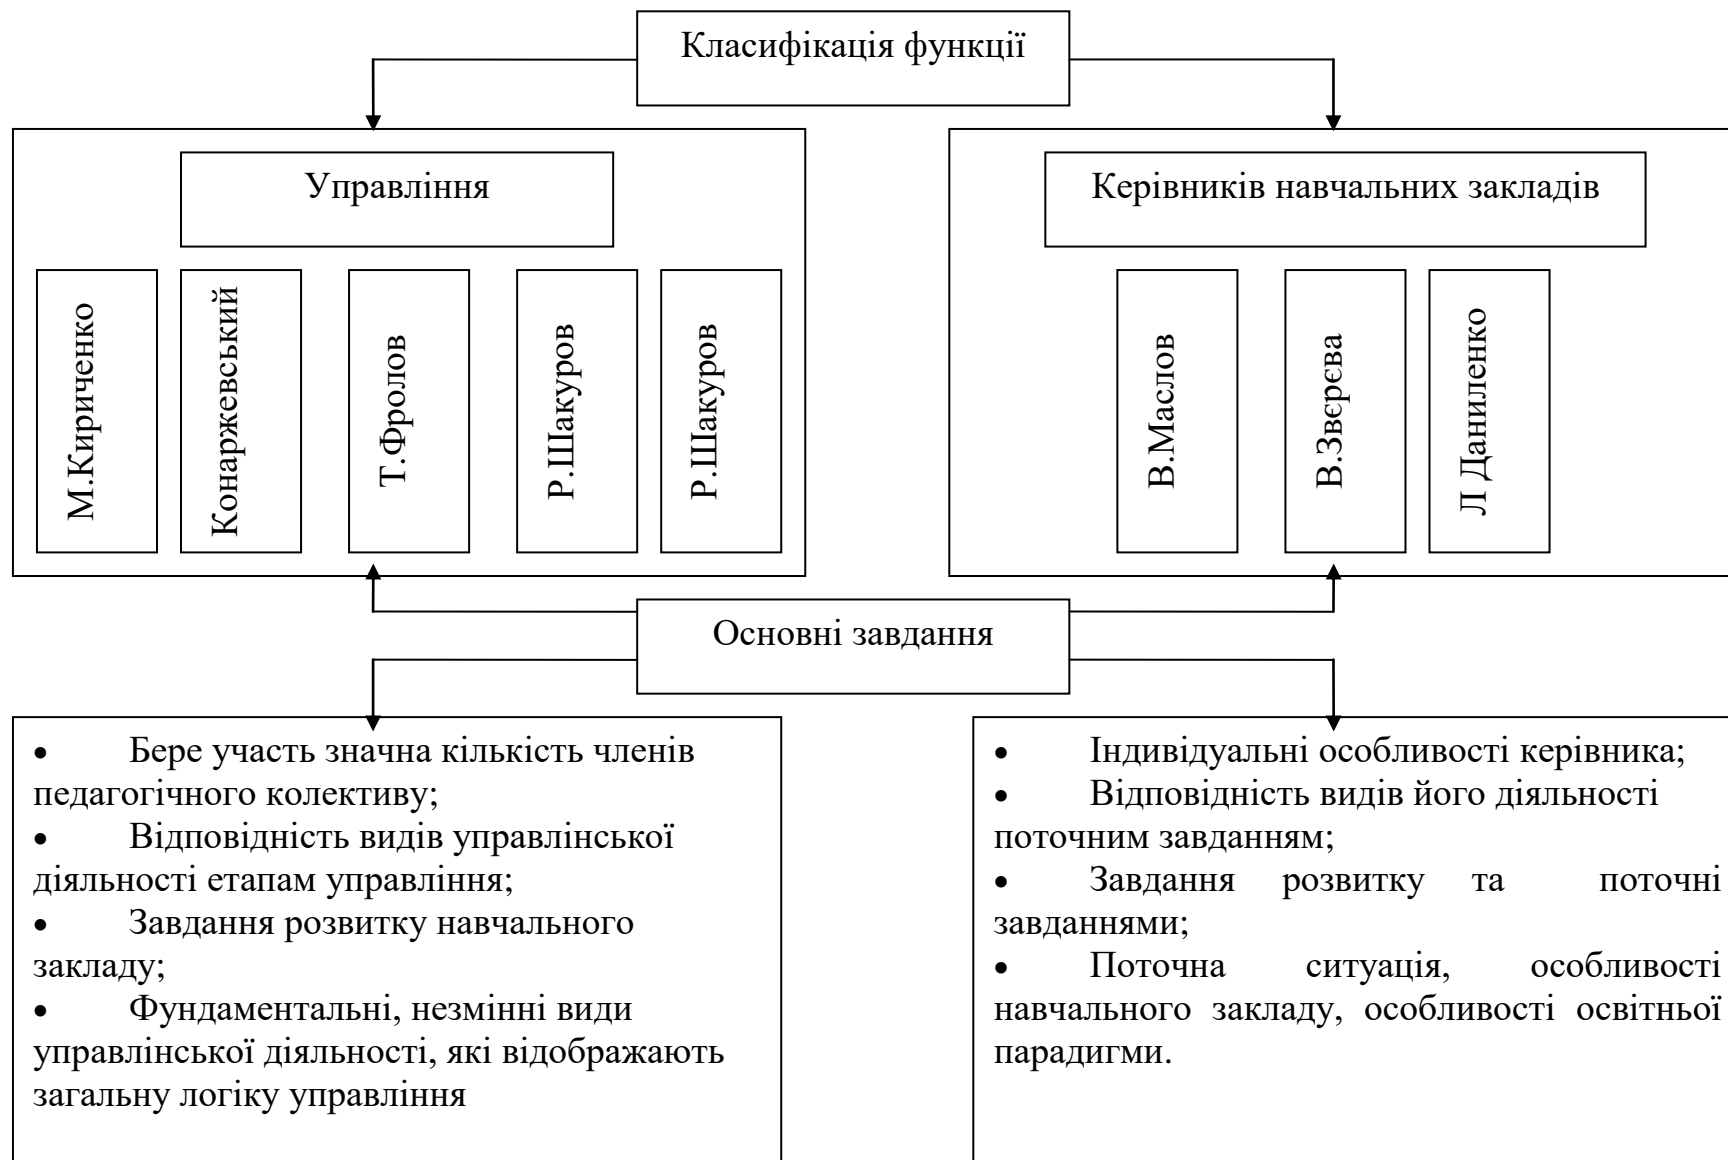 Класифікація функції
Управління
Керівників навчальних закладів
М.Кириченко
Конаржевський
Т.Фролов
Р.Шакуров
Р.Шакуров
В.Маслов
В.Звєрєва
Л Даниленко
Основні завдання
• Бере участь значна кількість членів
педагогічного колективу;
• Відповідність видів управлінської
діяльності етапам управління;
• Завдання розвитку навчального
закладу;
• Фундаментальні, незмінні види
управлінської діяльності, які відображають
загальну логіку управління
• Індивідуальні особливості керівника;
• Відповідність видів його діяльності
поточним завданням;
• Завдання розвитку та поточні
завданнями;
• Поточна ситуація, особливості
навчального закладу, особливості освітньої
парадигми.